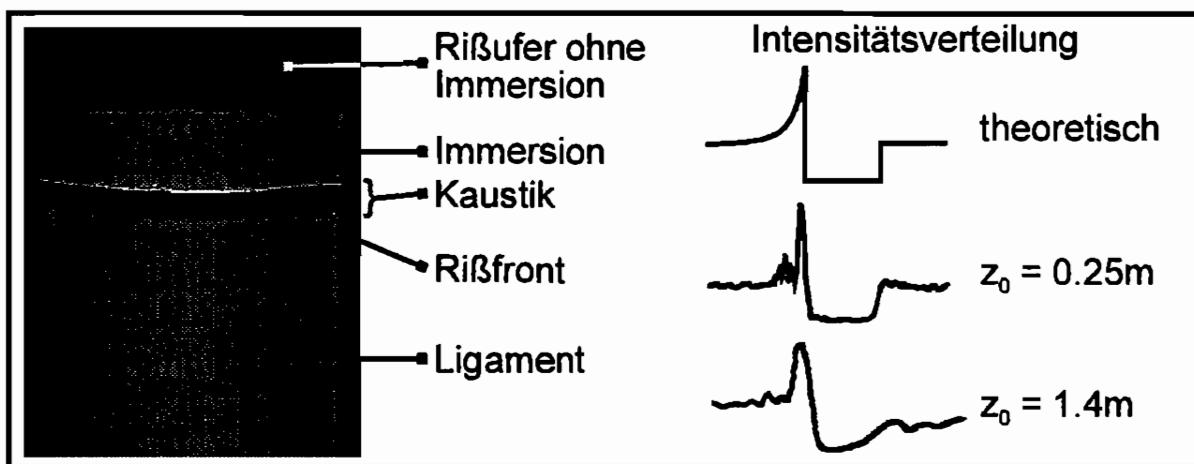 Rißufer ohne
Immersion
Immersion
Kaustik
Rißfront
Ligament
Intensitätsverteilung
theoretisch
z₀ = 0.25m
z₀ = 1.4m